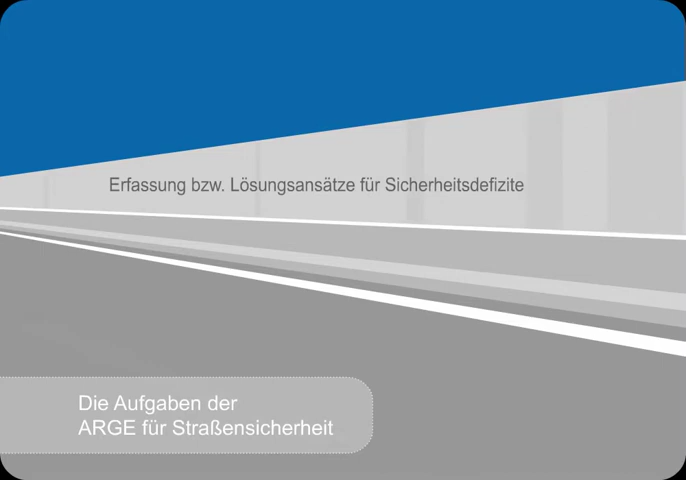 Erfassung bzw. Lösungsansätze für Sicherheitsdefizite
Die Aufgaben der
ARGE für Straßensicherheit